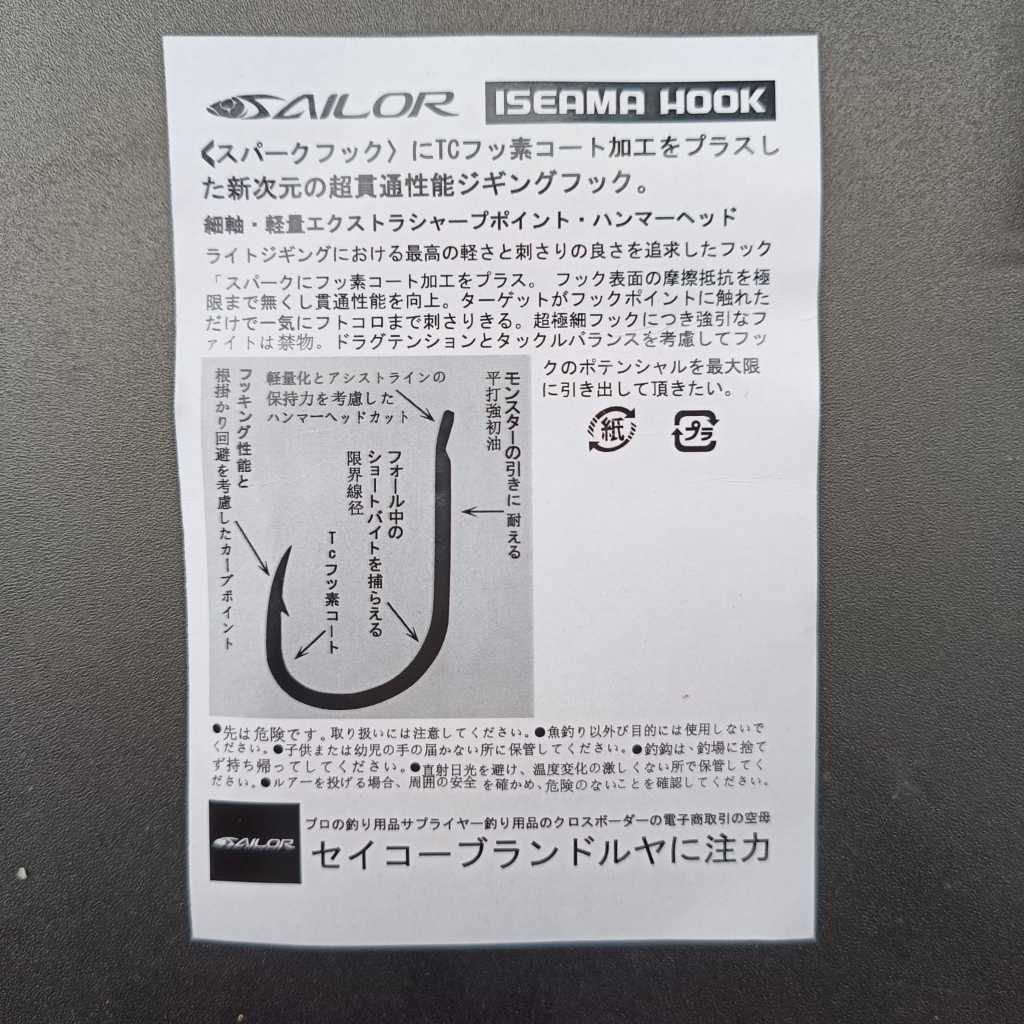 SAILOR ISEAMA HOOK
〈スパークフック〉にTCフッ素コート加工をプラスし
た新次元の超貫通性能ジギングフック。
細軸・軽量エクストラシャープポイント・ハンマーヘッド
ライトジギングにおける最高の軽さと刺さりの良さを追求したフック
「スパークにフッ素コート加工をプラス。 フック表面の摩擦抵抗を極
限まで無くし貫通性能を向上。ターゲットがフックポイントに触れた
だけで一気にフトコロまで刺さりきる。超極細フックにつき強引なフ
ァイトは禁物。ドラグテンションとタックルバランスを考慮してフッ
クのポテンシャルを最大限
に引き出して頂きたい。
紙
プラ
軽量化とアシストラインの
保持力を考慮した
ハンマーヘッドカット
モンスターの引きに耐える
平打強初油
フォール中の
ショートバイトを捕らえる
限界線径
Tcフッ素コート
フッキング性能と
根掛かり回避を考慮したカーブポイント
●先は危険です。取り扱いには注意してください。●魚釣り以外び目的には使用しないで
ください。●子供または幼児の手の届かない所に保管してください。●釣鈎は、釣場に捨て
ず持ち帰ってしてください。●直射日光を避け、温度変化の激しくない所で保管してく
ださい。●ルアーを投げる場合、周囲の安全を確かめ、危険のないことを確認してください。
SAILOR
プロの釣り用品サプライヤー釣り用品のクロスボーダーの電子商取引の空母
セイコーブランドルヤに注力